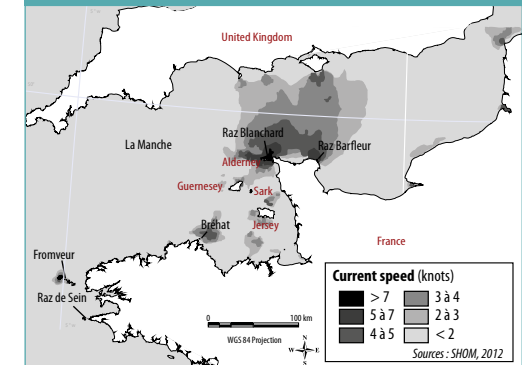 United Kingdom
La Manche
Raz Blanchard
Raz Barfleur
Alderney
Guernesey
Sark
Bréhat
Jersey
France
Fromveur
Raz de Sein
Current speed (knots)
> 7
3 à 4
5 à 7
2 à 3
4 à 5
< 2
Sources : SHOM, 2012
0
100 km
WGS 84 Projection
N
W
E
S